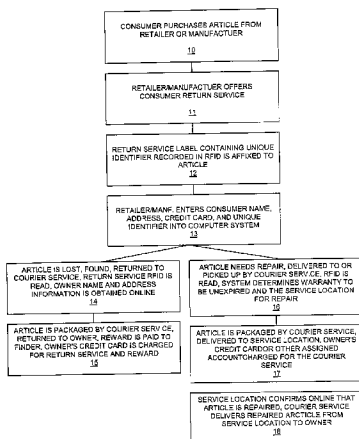 CONSUMER PURCHASES ARTICLE FROM
RETAILER OR MANUFACTUER
10
RETAILER/MANUFACTUER OFFERS
CONSUMER RETURN SERVICE
11
RETURN SERVICE LABEL CONTAINING UNIQUE
IDENTIFIER RECORDED IN RFID IS AFFIXED TO
ARTICLE
12
RETAILER/MANF. ENTERS CONSUMER NAME,
ADDRESS, CREDIT CARD, AND UNIQUE
IDENTIFIER INTO COMPUTER SYSTEM
13
ARTICLE IS LOST, FOUND, RETURNED TO
COURIER SERVICE, RETURN SERVICE RFID IS
READ, OWNER NAME AND ADDRESS
INFORMATION IS OBTAINED ONLINE
14
ARTICLE IS PACKAGED BY COURIER SERVICE,
RETURNED TO OWNER, REWARD IS PAID TO
FINDER, OWNER'S CREDIT CARD IS CHARGED
FOR RETURN SERVICE AND REWARD
15
ARTICLE NEEDS REPAIR, DELIVERED TO OR
PICKED UP BY COURIER SERVICE, RFID IS
READ, SYSTEM DETERMINES WARRANTY TO
BE UNEXPIRED AND THE SERVICE LOCATION
FOR REPAIR
16
ARTICLE IS PACKAGED BY COURIER SERVICE,
DELIVERED TO SERVICE LOCATION, OWNER'S
CREDIT CARDOR OTHER ASSIGNED
ACCOUNTCHARGED FOR THE COURIER
SERVICE
17
SERVICE LOCATION CONFIRMS ONLINE THAT
ARTICLE IS REPAIRED, COURIER SERVICE
DELIVERS REPAIRED ARCTICLE FROM
SERVICE LOCATION TO OWNER
18